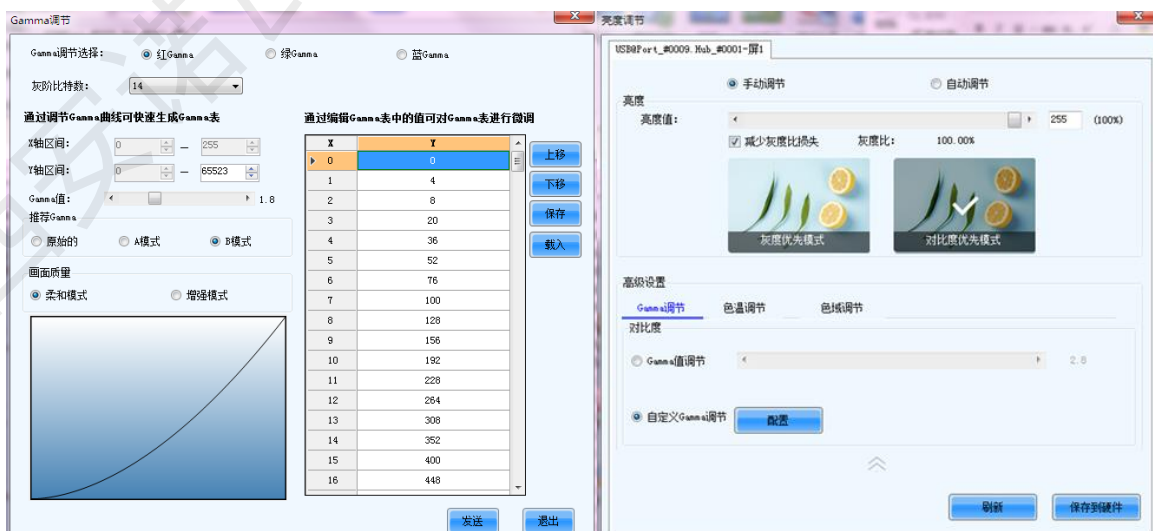 Gamma调节
Gamma调节选择： 红Gamma 绿Gamma 蓝Gamma
灰阶比特数： 14
通过调节Gamma曲线可快速生成Gamma表
X轴区间： 0 — 255
Y轴区间： 0 — 65523
Gamma值： 1.8
推荐Gamma
原始的 A模式 B模式
画面质量
柔和模式 增强模式
通过编辑Gamma表中的值可对Gamma表进行微调
X Y
0 0
1 4
2 8
3 20
4 36
5 52
6 76
7 100
8 128
9 156
10 192
11 228
12 264
13 308
14 352
15 400
16 448
上移
下移
保存
载入
发送 退出
亮度调节
USB@Port_#0009.Hub_#0001-屏1
手动调节 自动调节
亮度
亮度值： 255 (100%)
减少灰度比损失 灰度比： 100.00%
灰度优先模式 对比度优先模式
高级设置
Gamma调节 色温调节 色域调节
对比度
Gamma值调节 2.8
自定义Gamma调节 配置
刷新 保存到硬件